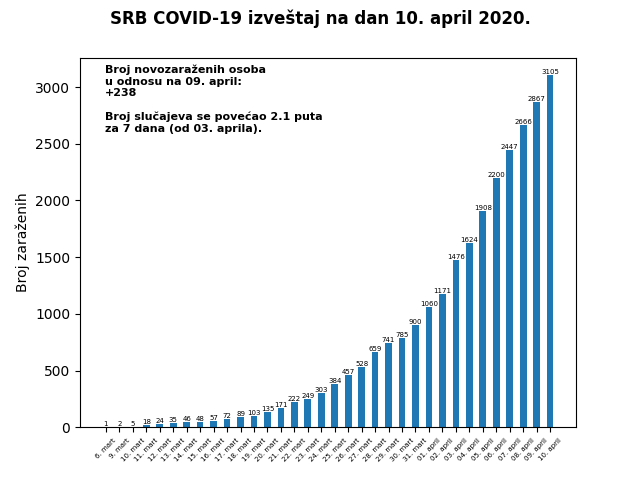 SRB COVID-19 izveštaj na dan 10. april 2020.
Broj novozaraženih osoba
u odnosu na 09. april:
+238
Broj slučajeva se povećao 2.1 puta
za 7 dana (od 03. aprila).
Broj zaraženih
3000
2500
2000
1500
1000
500
0
1
2
5
18
24
35
46
48
57
72
89
103
135
171
222
249
303
384
457
528
659
741
785
900
1060
1171
1476
1624
1908
2200
2447
2666
2867
3105
6. mart
9. mart
10. mart
11. mart
12. mart
13. mart
14. mart
15. mart
16. mart
17. mart
18. mart
19. mart
20. mart
21. mart
22. mart
23. mart
24. mart
25. mart
26. mart
27. mart
28. mart
29. mart
30. mart
31. mart
01. april
02. april
03. april
04. april
05. april
06. april
07. april
08. april
09. april
10. april